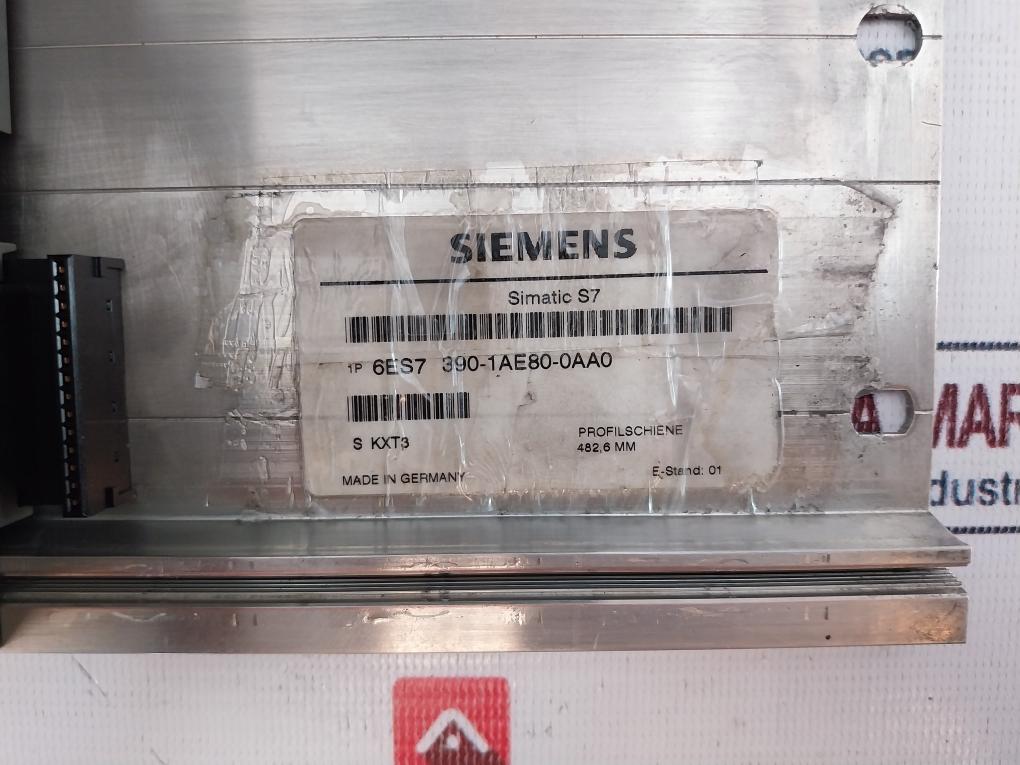 SIEMENS
Simatic S7
1P 6ES7 390-1AE80-0AA0
S KXT3
PROFILSCHIENE
482,6 MM
MADE IN GERMANY
E-Stand: 01
A MAR
dustr